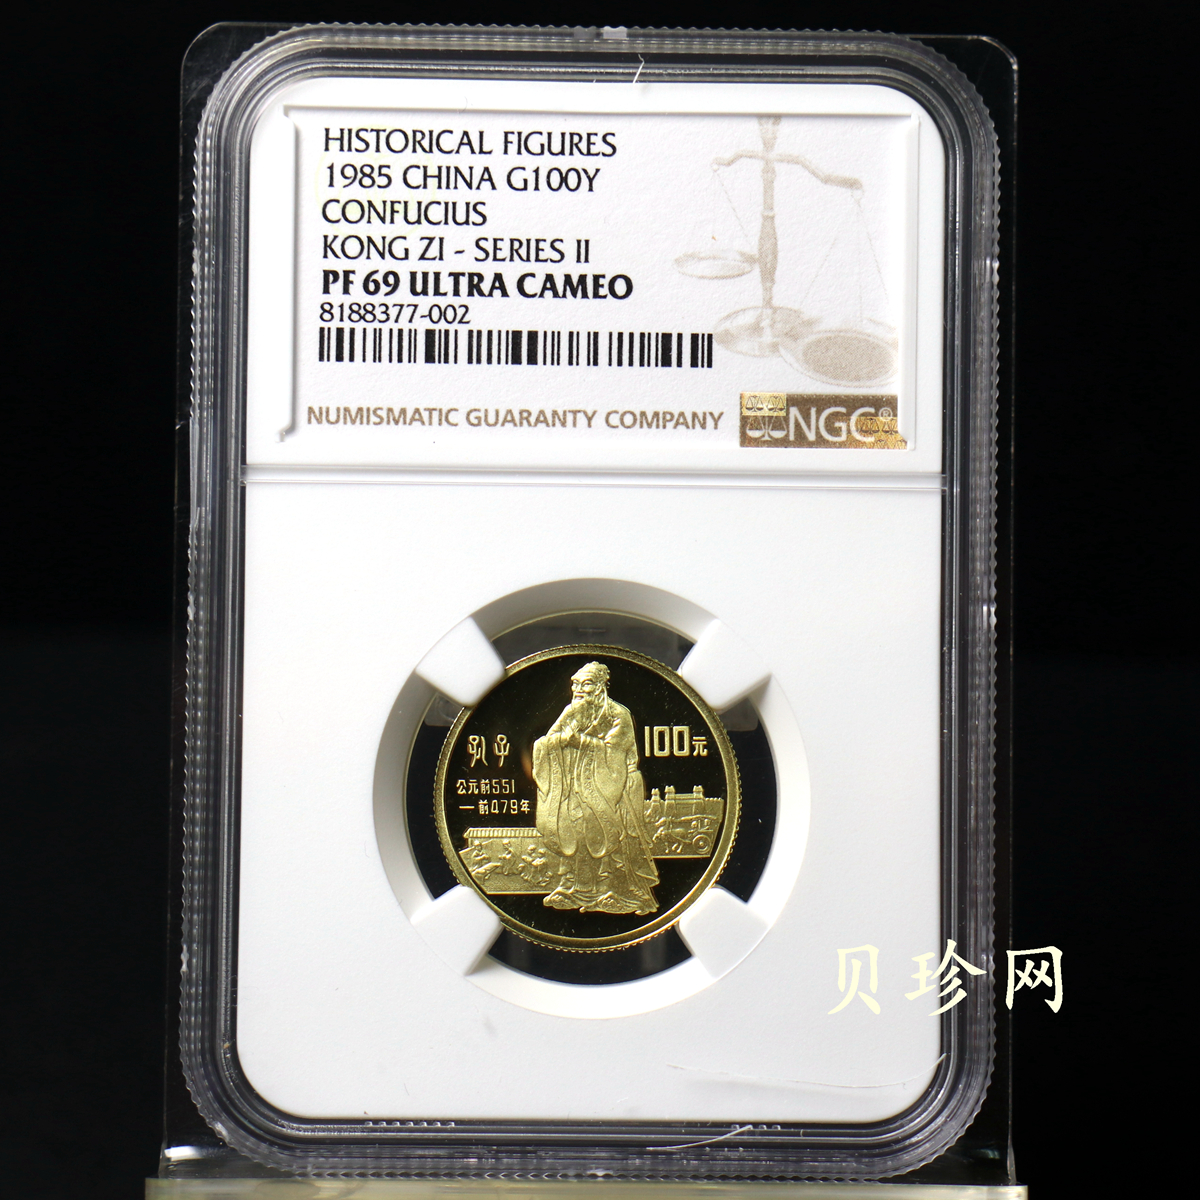 HISTORICAL FIGURES
1985 CHINA G100Y
CONFUCIUS
KONG ZI - SERIES II
PF 69 ULTRA CAMEO
8188377-002
NUMISMATIC GUARANTY COMPANY
NGC®
孔子
100元
公元前551
—前479年
贝珍网